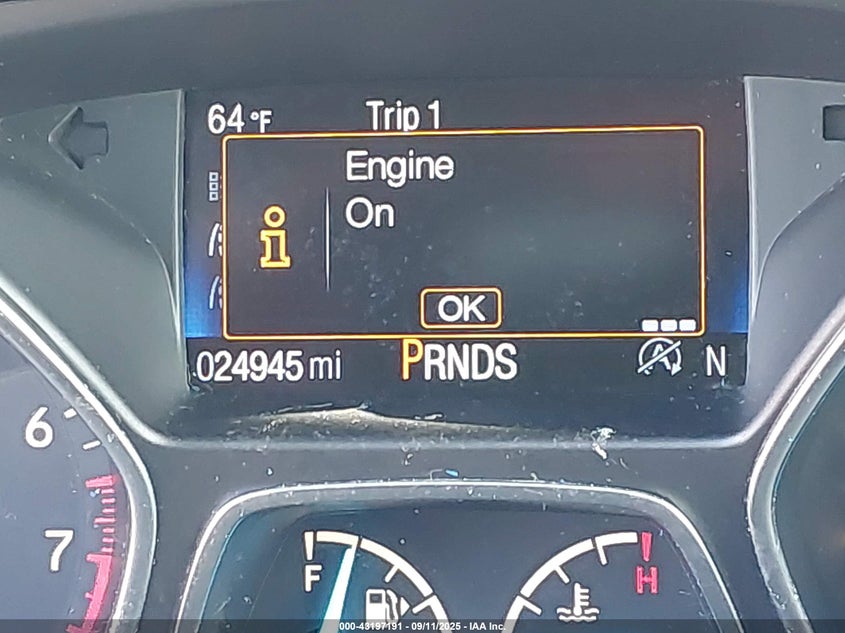 64°F Trip 1
Engine
On
OK
024945 mi PRNDS A N
6
7
F H
000-43197191 - 09/11/2025 - IAA Inc.